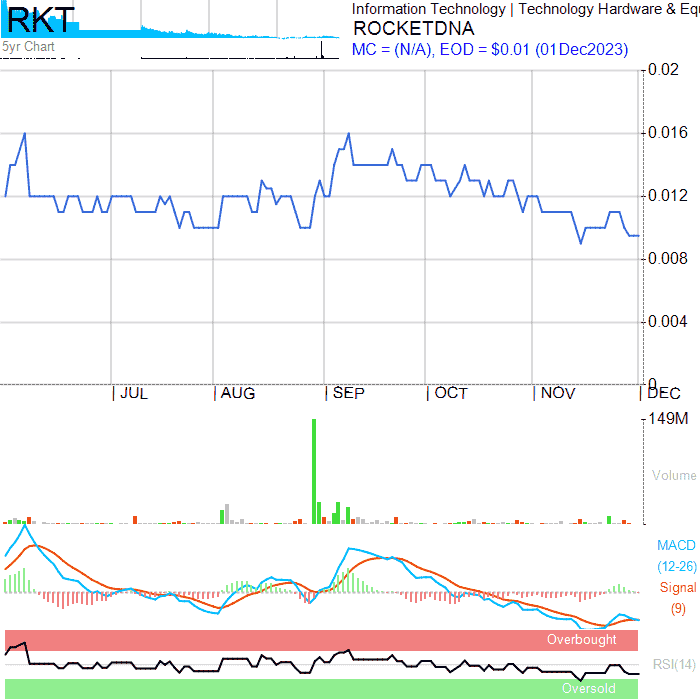 RKT
5yr Chart
Information Technology | Technology Hardware & Equ
ROCKETDNA
MC = (N/A), EOD = $0.01 (01Dec2023)
0.02
0.016
0.012
0.008
0.004
0
JUL
AUG
SEP
OCT
NOV
DEC
149M
Volume
MACD
(12-26)
Signal
(9)
Overbought
RSI(14)
Oversold